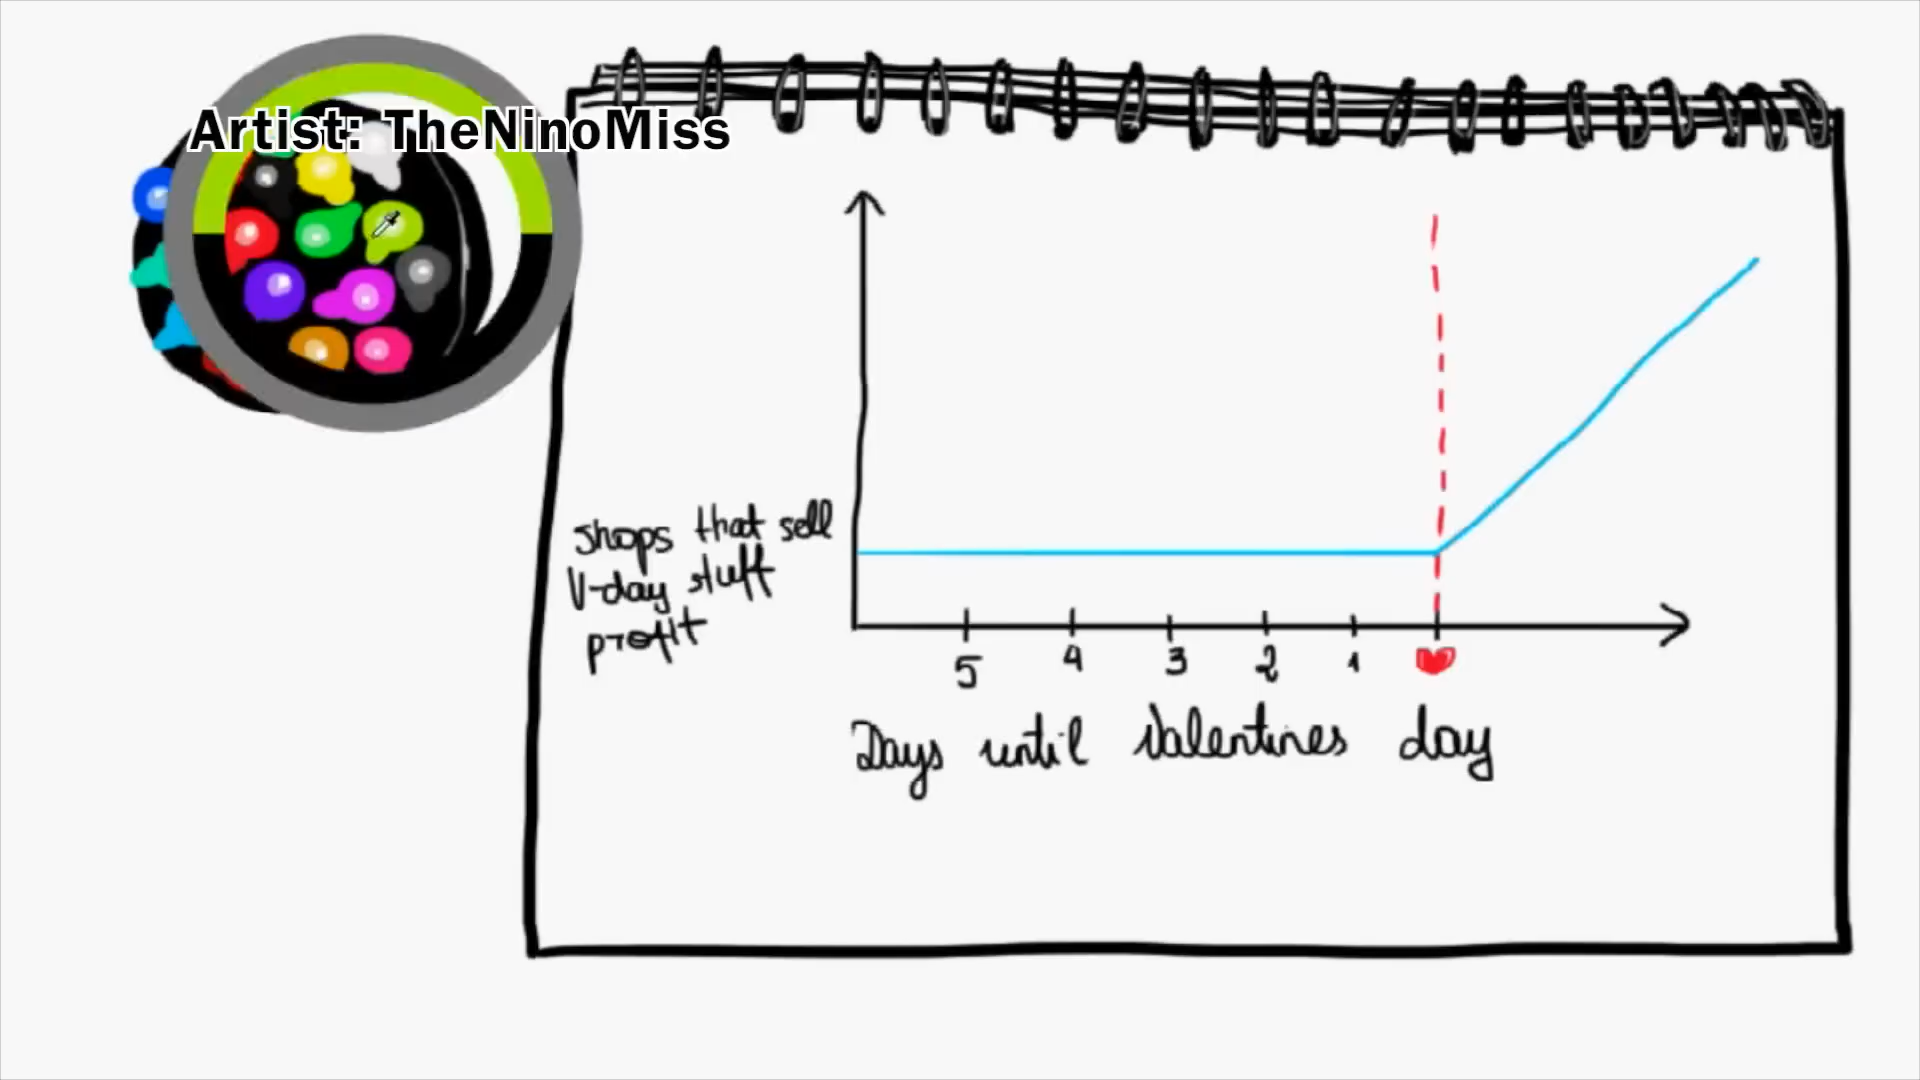 Artist: TheNinoMiss
shops that sell
V-day stuff
profit
5 4 3 2 1
Days until Valentines day